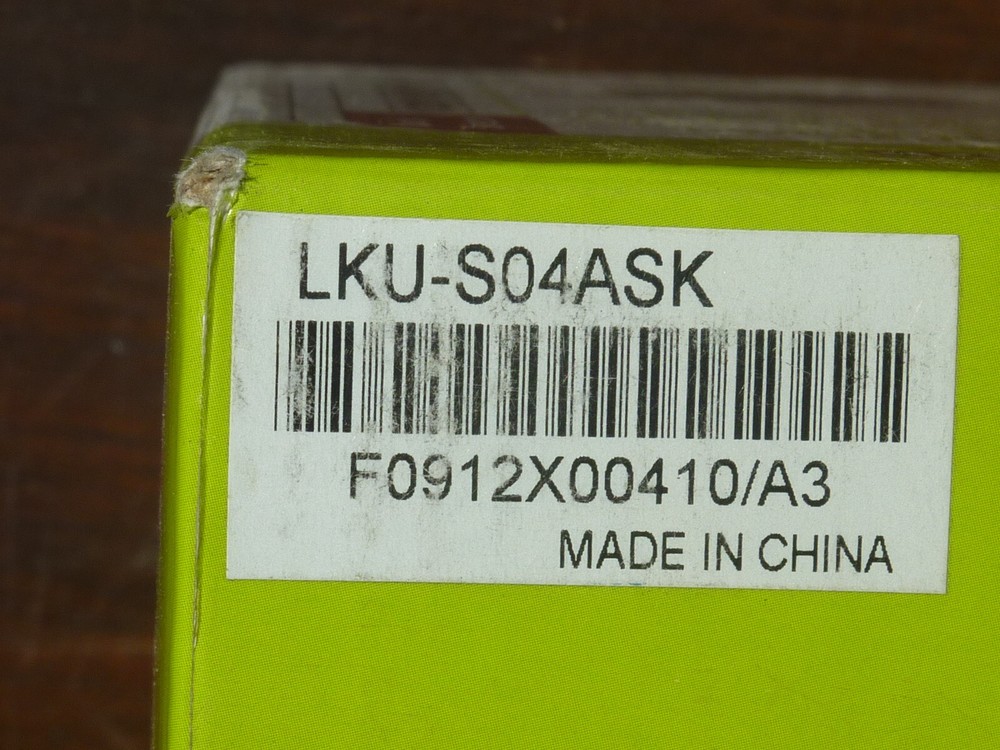 LKU-S04ASK
F0912X00410/A3
MADE IN CHINA